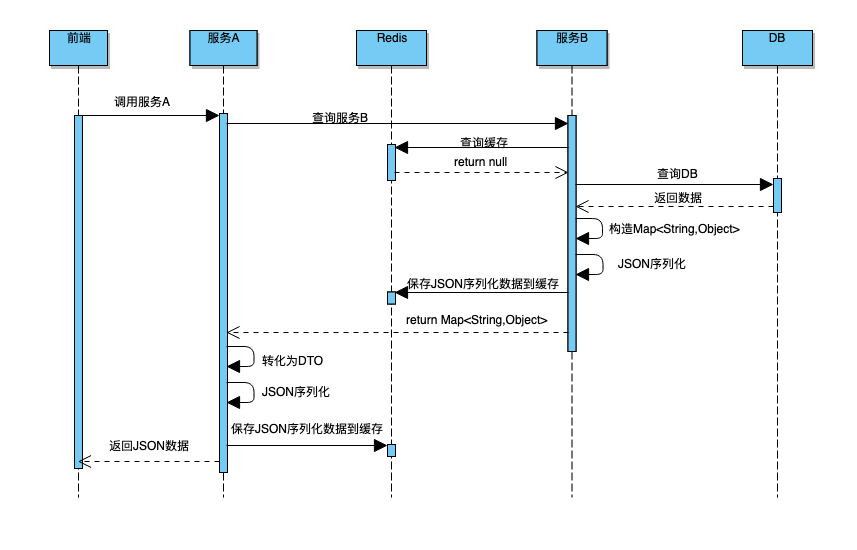 前端
服务A
Redis
服务B
DB
调用服务A
查询服务B
查询缓存
return null
查询DB
返回数据
构造Map<String,Object>
JSON序列化
保存JSON序列化数据到缓存
return Map<String,Object>
转化为DTO
JSON序列化
保存JSON序列化数据到缓存
返回JSON数据